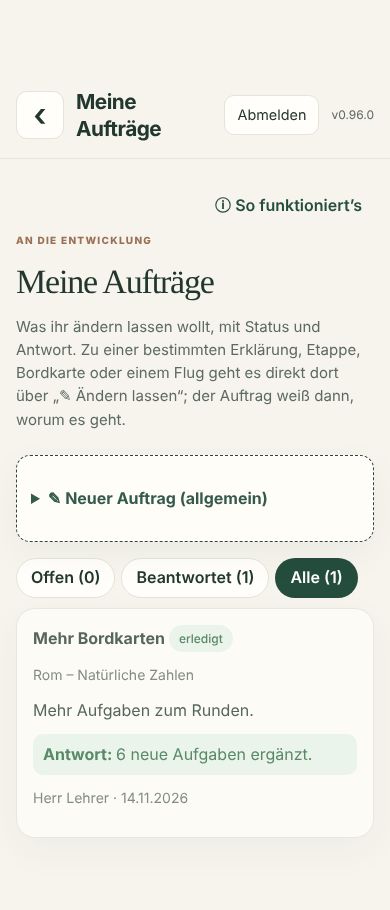 ‹
Meine
Aufträge
Abmelden
v0.96.0
ⓘ So funktioniert’s
AN DIE ENTWICKLUNG
Meine Aufträge
Was ihr ändern lassen wollt, mit Status und
Antwort. Zu einer bestimmten Erklärung, Etappe,
Bordkarte oder einem Flug geht es direkt dort
über „✎ Ändern lassen“; der Auftrag weiß dann,
worum es geht.
▶ ✎ Neuer Auftrag (allgemein)
Offen (0) Beantwortet (1) Alle (1)
Mehr Bordkarten erledigt
Rom – Natürliche Zahlen
Mehr Aufgaben zum Runden.
Antwort: 6 neue Aufgaben ergänzt.
Herr Lehrer · 14.11.2026